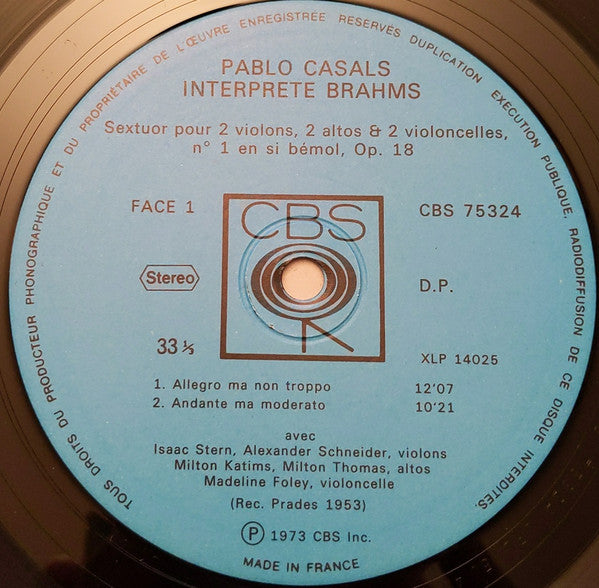 TOUS DROITS DU PRODUCTEUR PHONOGRAPHIQUE ET DU PROPRIÉTAIRE DE L'ŒUVRE ENREGISTRÉE RÉSERVÉS DUPLICATION EXECUTION PUBLIQUE, RADIODIFFUSION DE CE DISQUE INTERDITES.
PABLO CASALS
INTERPRETE BRAHMS
Sextuor pour 2 violons, 2 altos & 2 violoncelles,
n° 1 en si bémol, Op. 18
FACE 1
CBS
CBS 75324
Stereo
D.P.
33 ⅓
XLP 14025
1. Allegro ma non troppo 12'07
2. Andante ma moderato 10'21
avec
Isaac Stern, Alexander Schneider, violons
Milton Katims, Milton Thomas, altos
Madeline Foley, violoncelle
(Rec. Prades 1953)
℗ 1973 CBS Inc.
MADE IN FRANCE